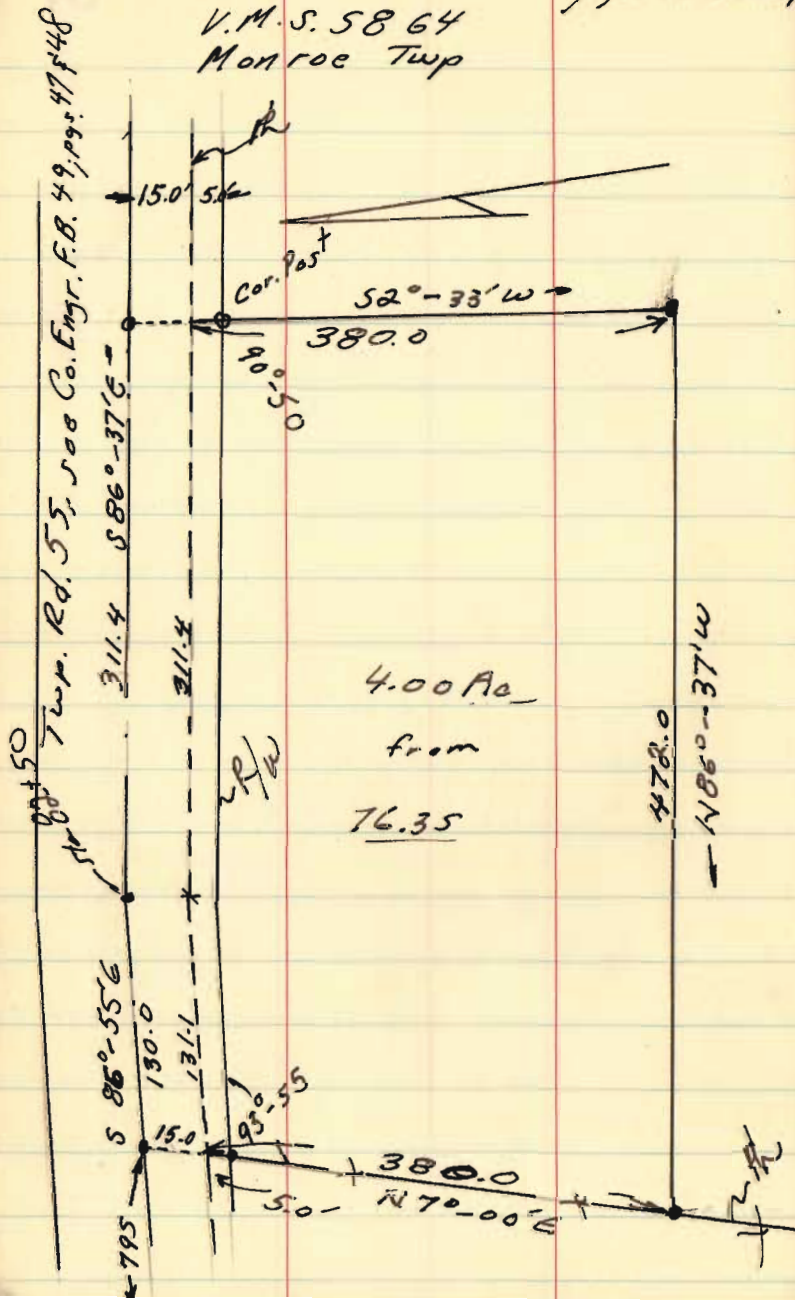 V.M.S. 5864
Monroe Twp
Twp. Rd. 55, see Co. Engr. F.B. 49, pgs. 47 & 48
15.0' 5.0
Cor. Post
S2°-33'W
380.0
90°-50
S86°-37'E
311.4
311.4
4.00 Ac
from
76.35
R/W
472.0
N86°-37'W
S 86°-55'E
130.0
131.1
93°-55
15.0
5.0
380.0
N7°-00'E
795